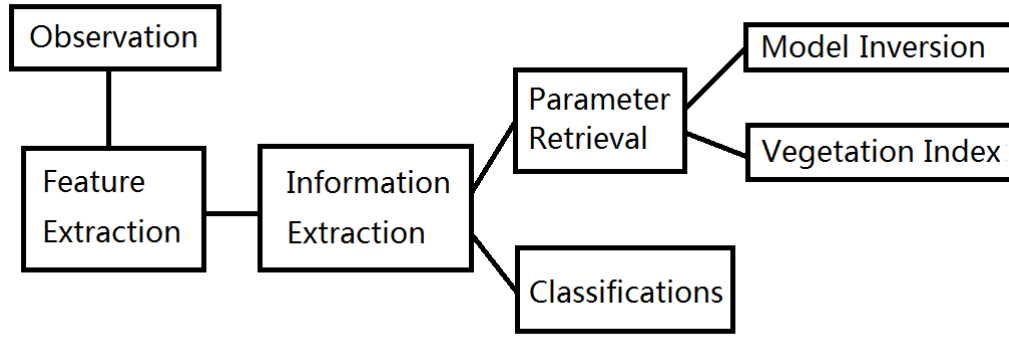 Observation
Feature
Extraction
Information
Extraction
Parameter
Retrieval
Model Inversion
Vegetation Index
Classifications